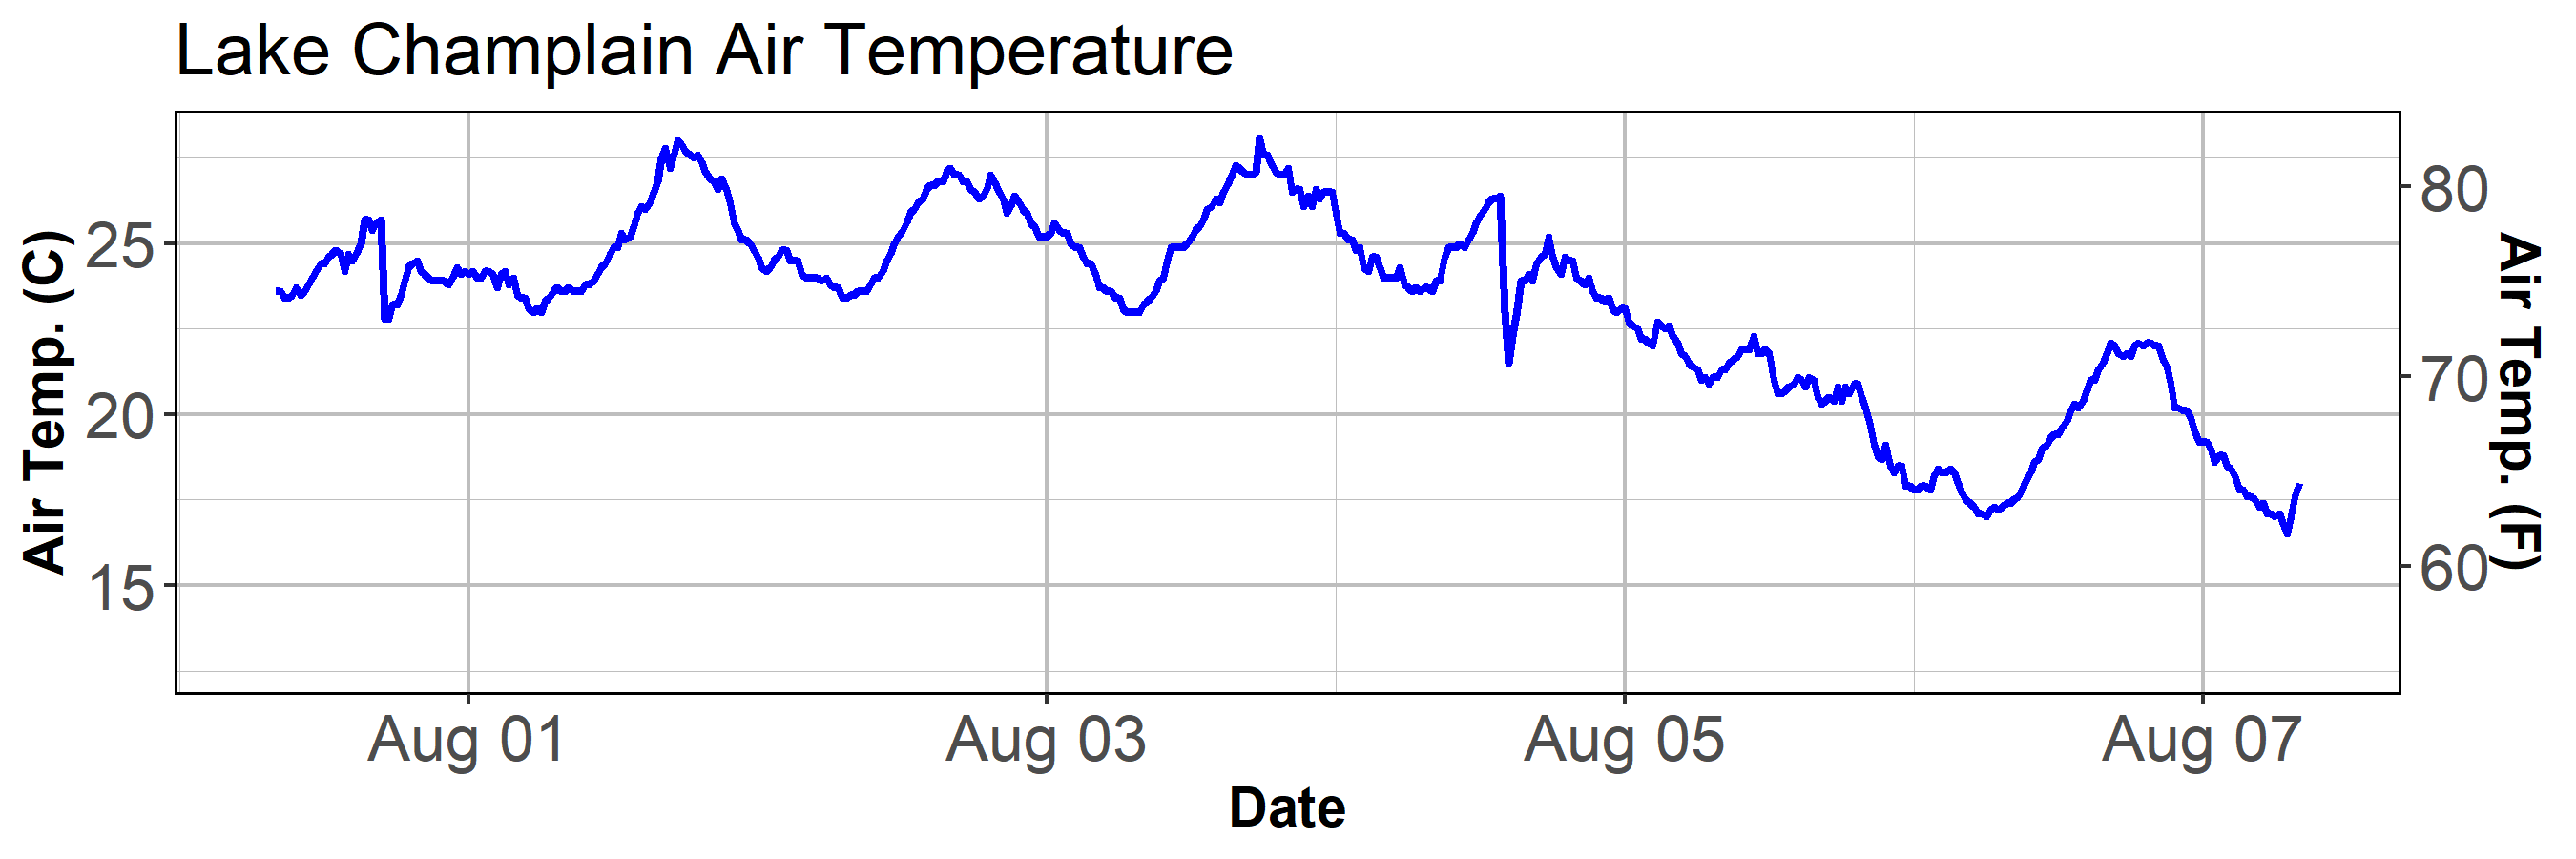 Lake Champlain Air Temperature
Air Temp. (C)
25
20
15
80
70
60
Air Temp. (F)
Aug 01
Aug 03
Aug 05
Aug 07
Date